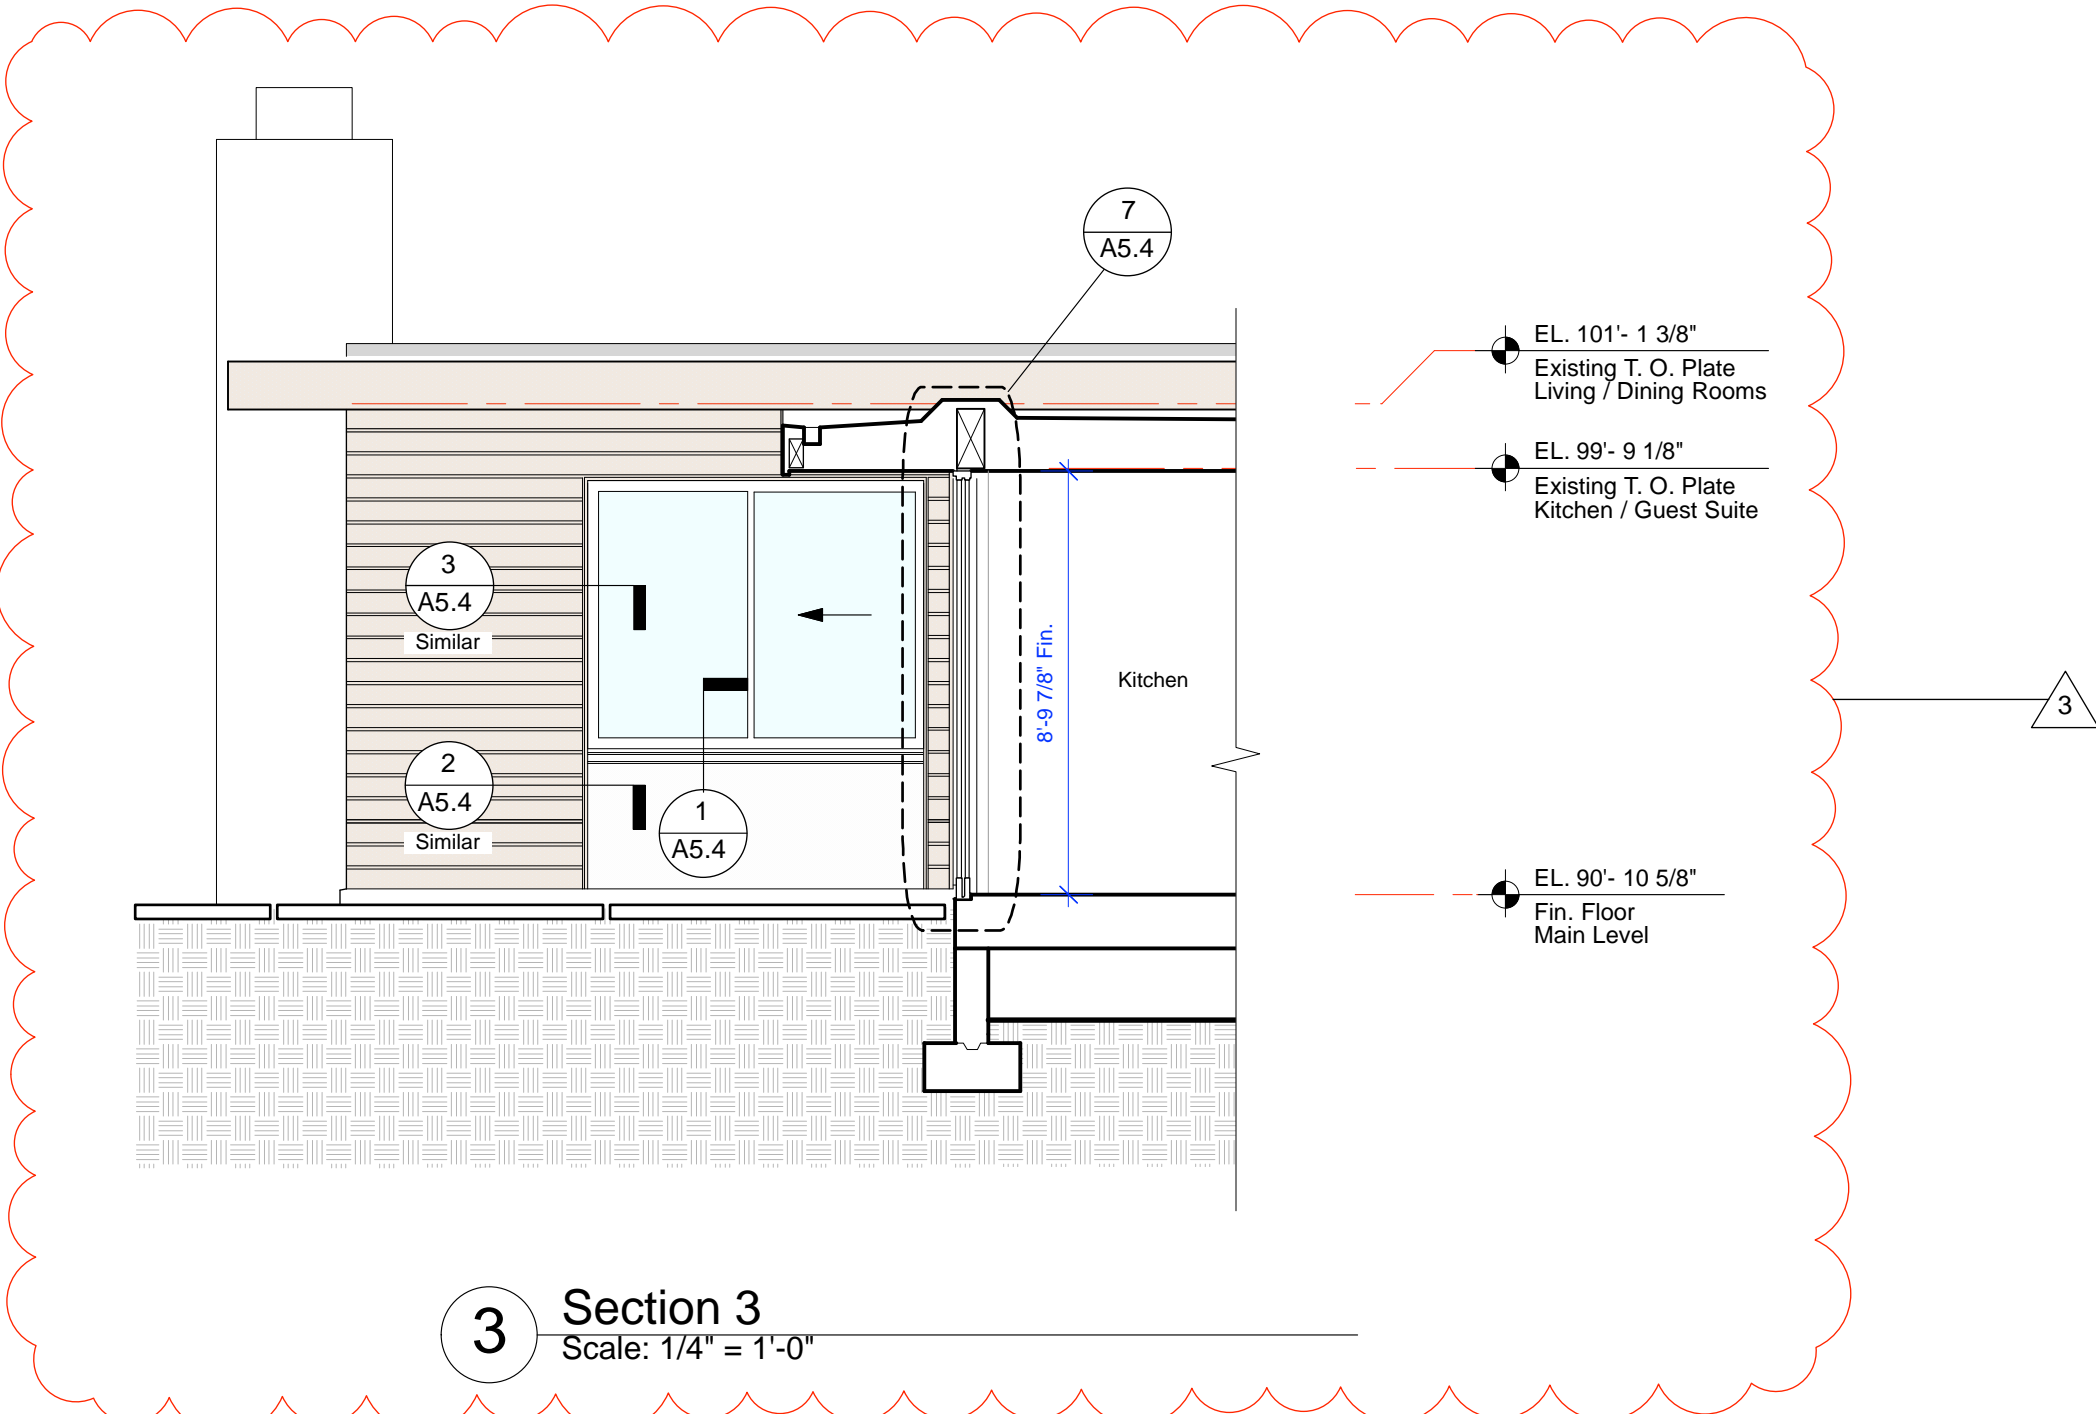 7
A5.4
EL. 101'- 1 3/8"
Existing T. O. Plate
Living / Dining Rooms
EL. 99'- 9 1/8"
Existing T. O. Plate
Kitchen / Guest Suite
3
A5.4
Similar
8'-9 7/8" Fin.
Kitchen
3
2
A5.4
Similar
1
A5.4
EL. 90'- 10 5/8"
Fin. Floor
Main Level
3
Section 3
Scale: 1/4" = 1'-0"